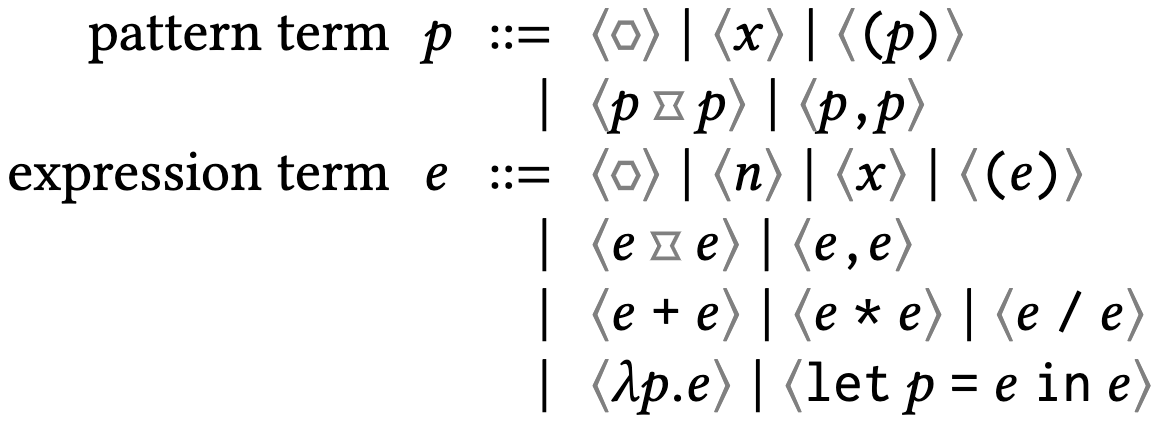 pattern term p ::= ⟨⎔⟩ | ⟨x⟩ | ⟨(p)⟩
| ⟨p ⌑ p⟩ | ⟨p,p⟩
expression term e ::= ⟨⎔⟩ | ⟨n⟩ | ⟨x⟩ | ⟨(e)⟩
| ⟨e ⌑ e⟩ | ⟨e,e⟩
| ⟨e + e⟩ | ⟨e * e⟩ | ⟨e / e⟩
| ⟨λp.e⟩ | ⟨let p = e in e⟩